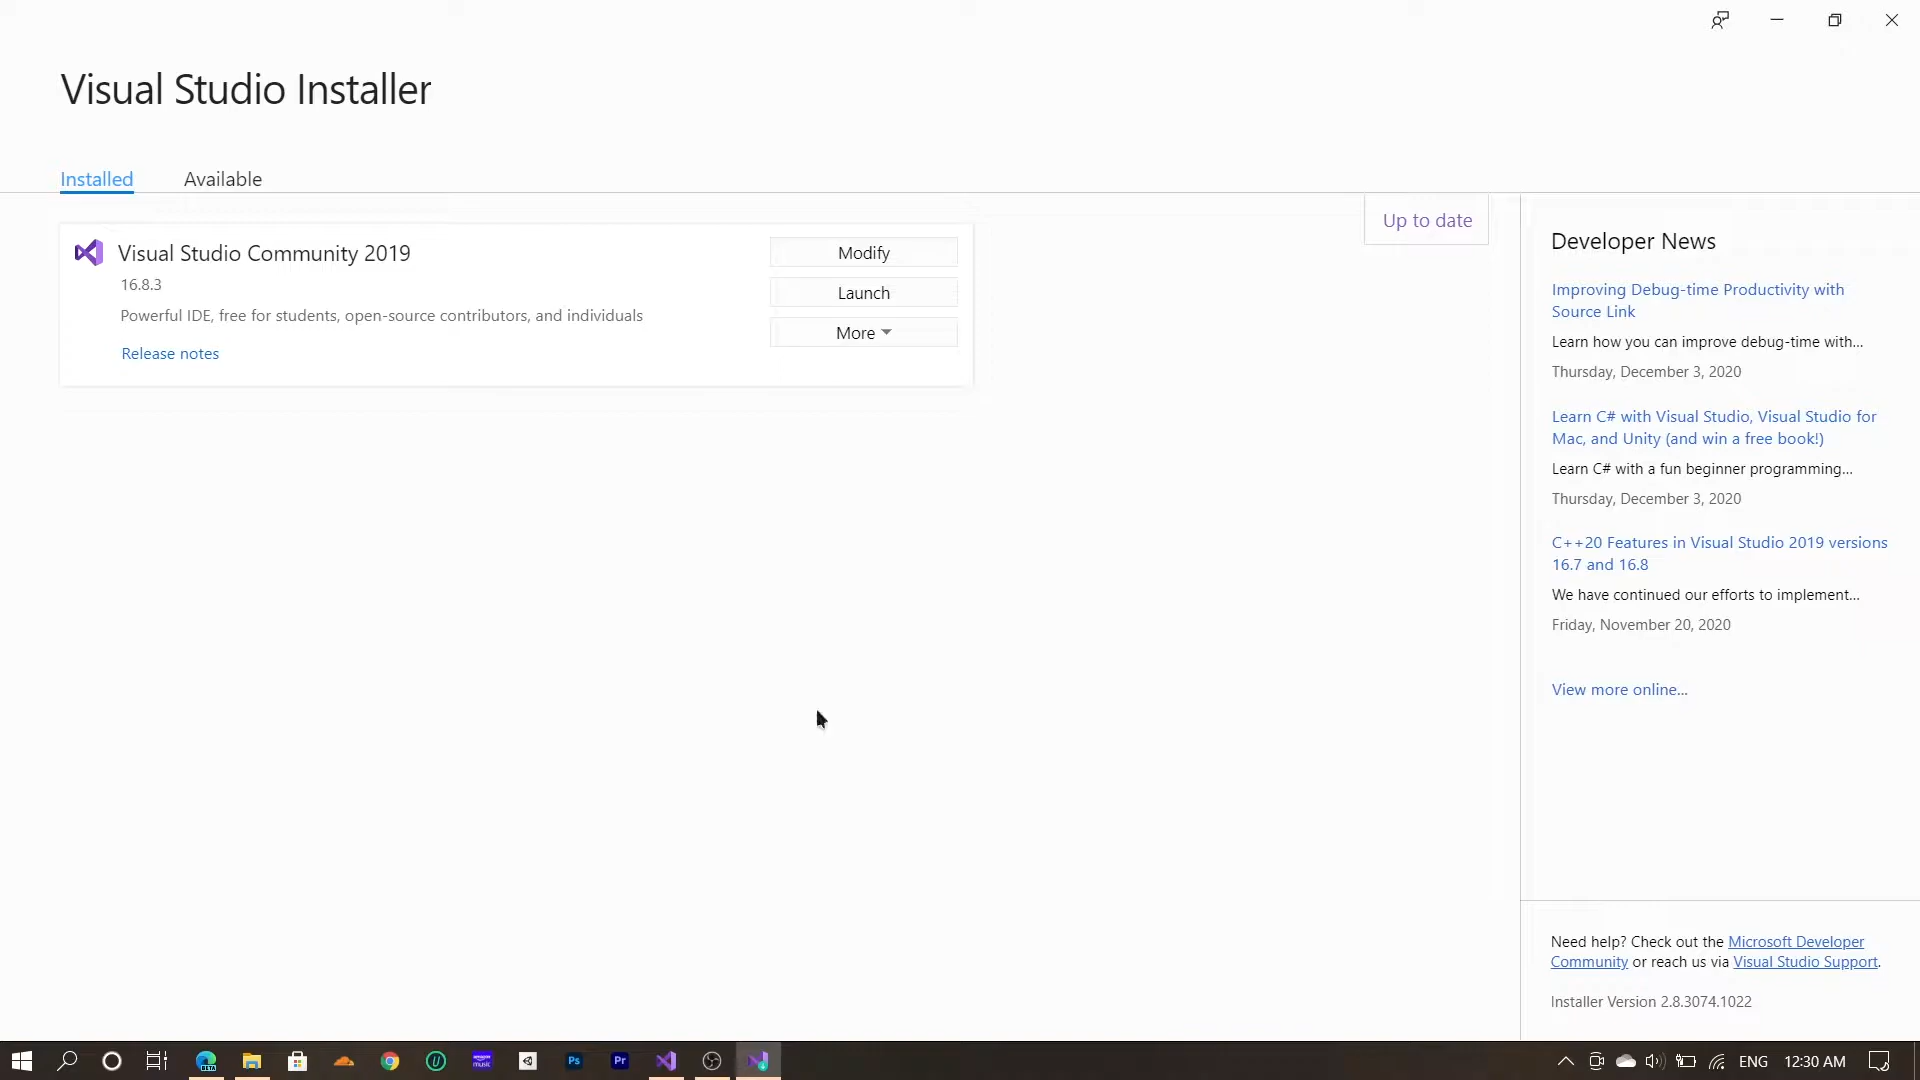 Visual Studio Installer
Installed
Available
Up to date
Visual Studio Community 2019
16.8.3
Powerful IDE, free for students, open-source contributors, and individuals
Release notes
Modify
Launch
More
Developer News
Improving Debug-time Productivity with
Source Link
Learn how you can improve debug-time with...
Thursday, December 3, 2020
Learn C# with Visual Studio, Visual Studio for
Mac, and Unity (and win a free book!)
Learn C# with a fun beginner programming...
Thursday, December 3, 2020
C++20 Features in Visual Studio 2019 versions
16.7 and 16.8
We have continued our efforts to implement...
Friday, November 20, 2020
View more online...
Need help? Check out the Microsoft Developer
Community or reach us via Visual Studio Support.
Installer Version 2.8.3074.1022
BETA
amazon music
Ps
Pr
ENG
12:30 AM